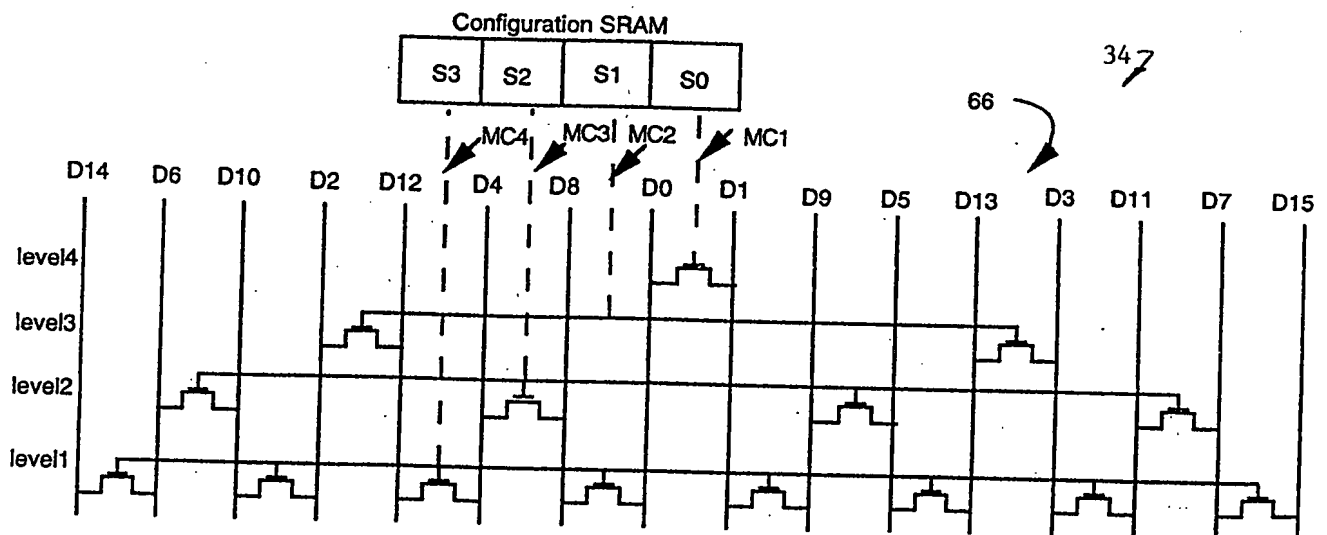 Configuration SRAM
S3 S2 S1 S0
347
66
MC4 MC3 MC2 MC1
D14 D6 D10 D2 D12 D4 D8 D0 D1 D9 D5 D13 D3 D11 D7 D15
level4
level3
level2
level1